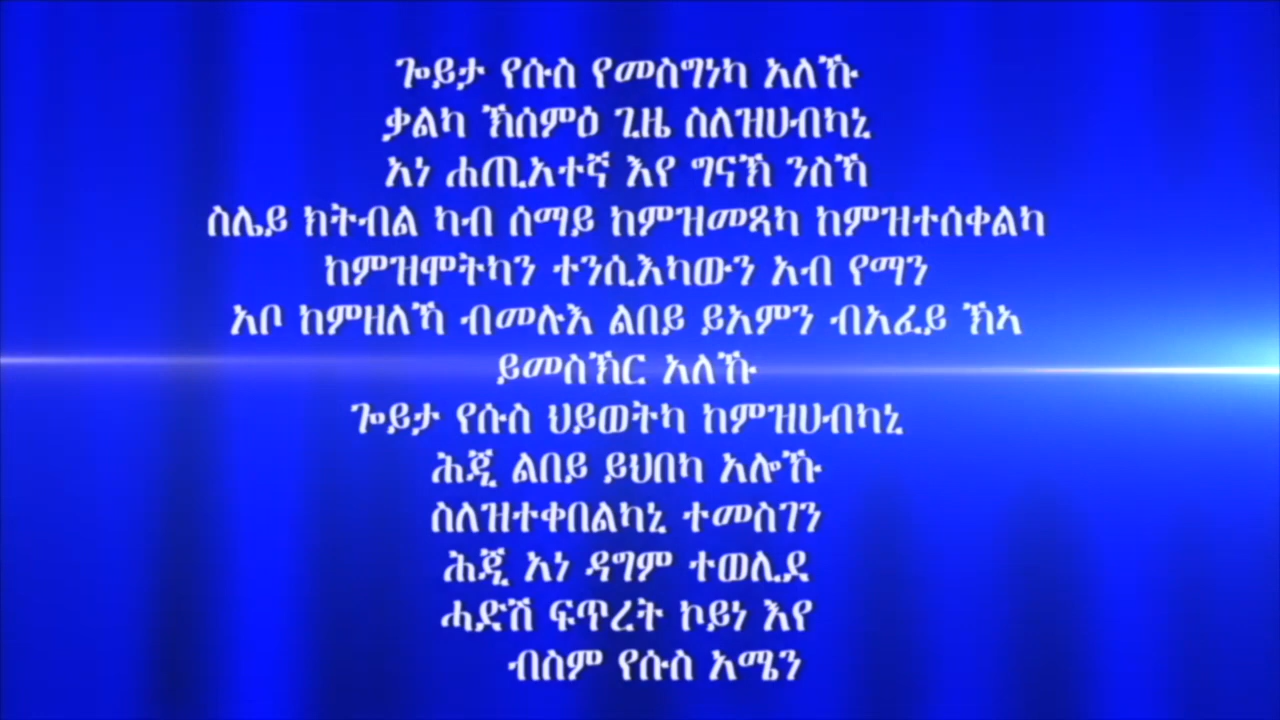 ጐይታ የሱስ የመስግነካ አለኹ
ቃልካ ኽሰምዕ ጊዜ ስለዝሀብካኒ
አነ ሐጢአተኛ እየ ግናኽ ንስኻ
ስሌይ ክትብል ካብ ሰማይ ከምዝመጻካ ከምዝተሰቀልካ
ከምዝሞትካን ተንሲእካውን አብ የማን
አቦ ከምዘለኻ ብመሉእ ልበይ ይአምን ብአፈይ ኽኣ
ይመስኽር አለኹ
ጐይታ የሱስ ህይወትካ ከምዝሀብካኒ
ሕጂ ልበይ ይህበካ አሎኹ
ስለዝተቀበልካኒ ተመስገን
ሕጂ አነ ዳግም ተወሊደ
ሓድሽ ፍጥረት ኮይነ እየ
ብስም የሱስ አሜን